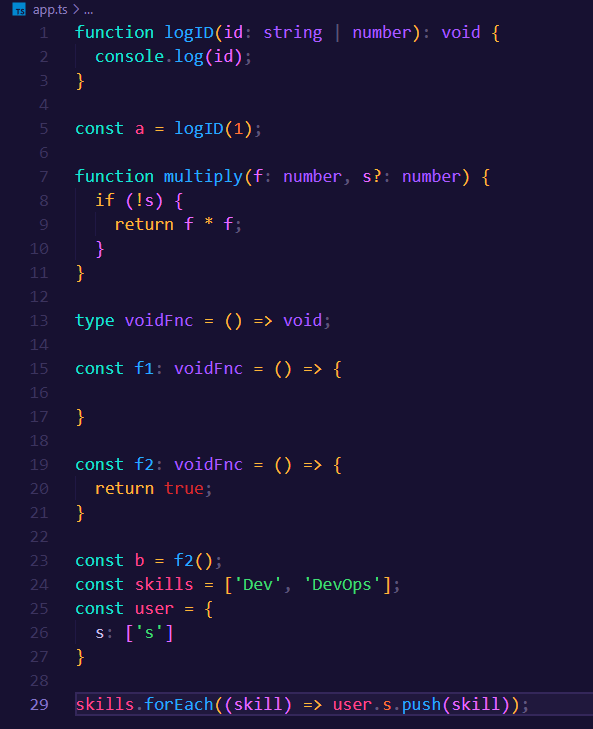 TS app.ts > ...
1 function logID(id: string | number): void {
2   console.log(id);
3 }
4
5 const a = logID(1);
6
7 function multiply(f: number, s?: number) {
8   if (!s) {
9     return f * f;
10   }
11 }
12
13 type voidFnc = () => void;
14
15 const f1: voidFnc = () => {
16
17 }
18
19 const f2: voidFnc = () => {
20   return true;
21 }
22
23 const b = f2();
24 const skills = ['Dev', 'DevOps'];
25 const user = {
26   s: ['s']
27 }
28
29 skills.forEach((skill) => user.s.push(skill));